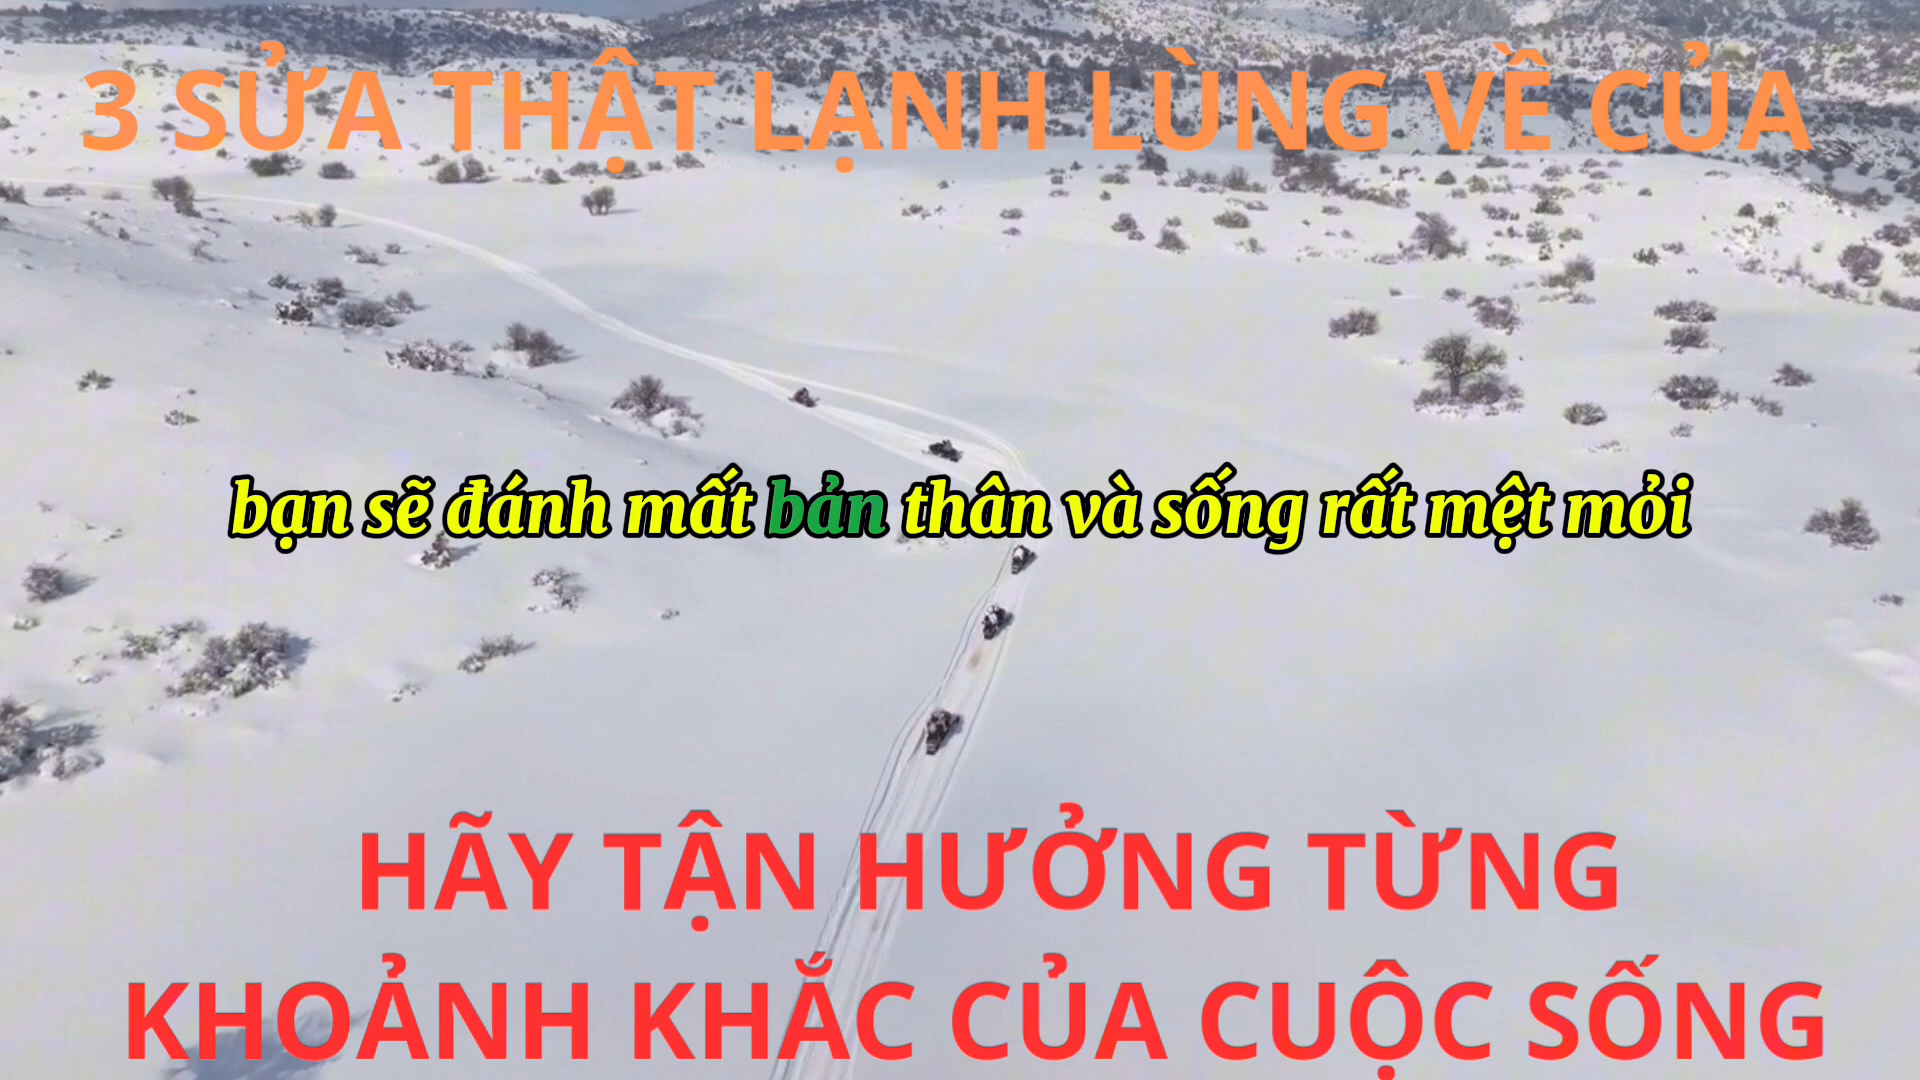 3 SỬA THẬT LẠNH LÙNG VỀ CỦA
bạn sẽ đánh mất bản thân và sống rất mệt mỏi
HÃY TẬN HƯỞNG TỪNG
KHOẢNH KHẮC CỦA CUỘC SỐNG